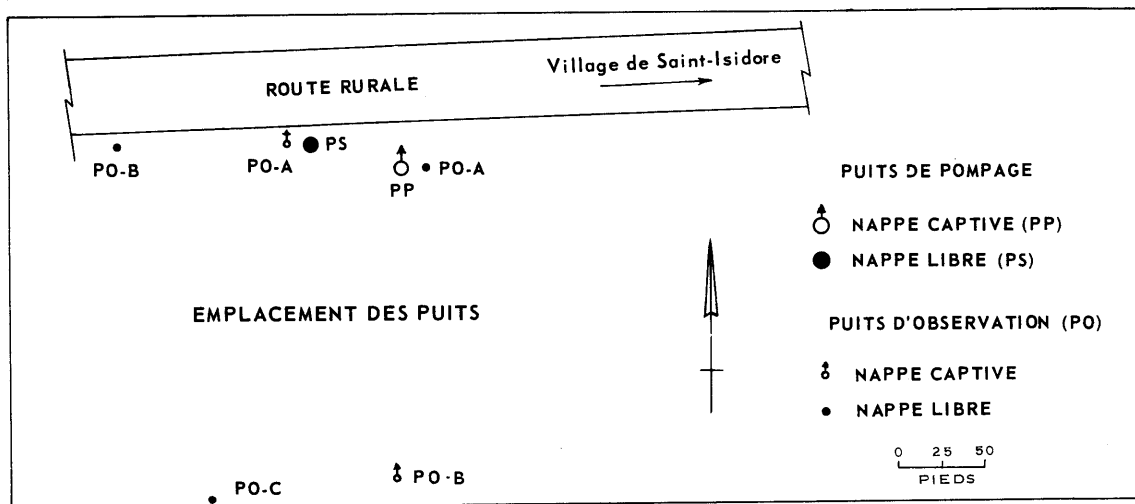 Village de Saint-Isidore
ROUTE RURALE
PS
PO-B
PO-A
PO-A
PP
PUITS DE POMPAGE
NAPPE CAPTIVE (PP)
NAPPE LIBRE (PS)
EMPLACEMENT DES PUITS
PUITS D'OBSERVATION (PO)
NAPPE CAPTIVE
NAPPE LIBRE
0 25 50
PIEDS
PO-B
PO-C